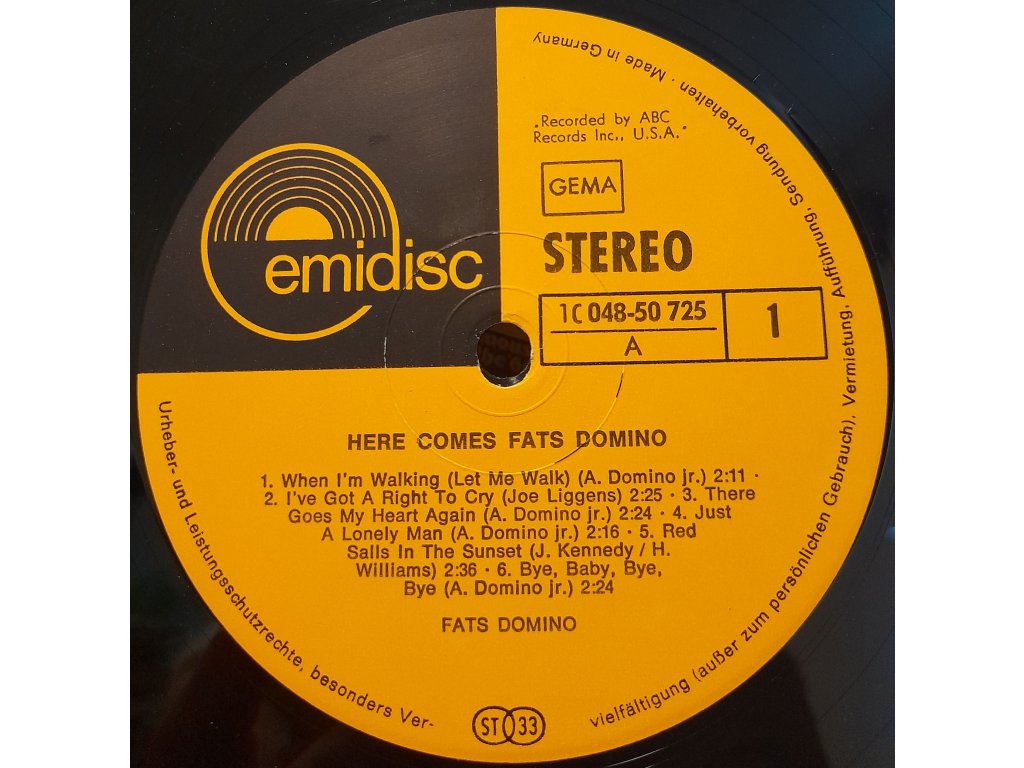 „Recorded by ABC
Records Inc., U.S.A.“
GEMA
STEREO
emidisc
1C 048-50 725
A
1
HERE COMES FATS DOMINO
1. When I'm Walking (Let Me Walk) (A. Domino jr.) 2:11 ·
2. I've Got A Right To Cry (Joe Liggens) 2:25 · 3. There
Goes My Heart Again (A. Domino jr.) 2:24 · 4. Just
A Lonely Man (A. Domino jr.) 2:16 · 5. Red
Salls In The Sunset (J. Kennedy / H.
Williams) 2:36 · 6. Bye, Baby, Bye,
Bye (A. Domino jr.) 2:24
FATS DOMINO
Urheber- und Leistungsschutzrechte, besonders Ver-
vielfältigung (außer zum persönlichen Gebrauch), Vermietung, Aufführung, Sendung vorbehalten · Made in Germany
ST 33